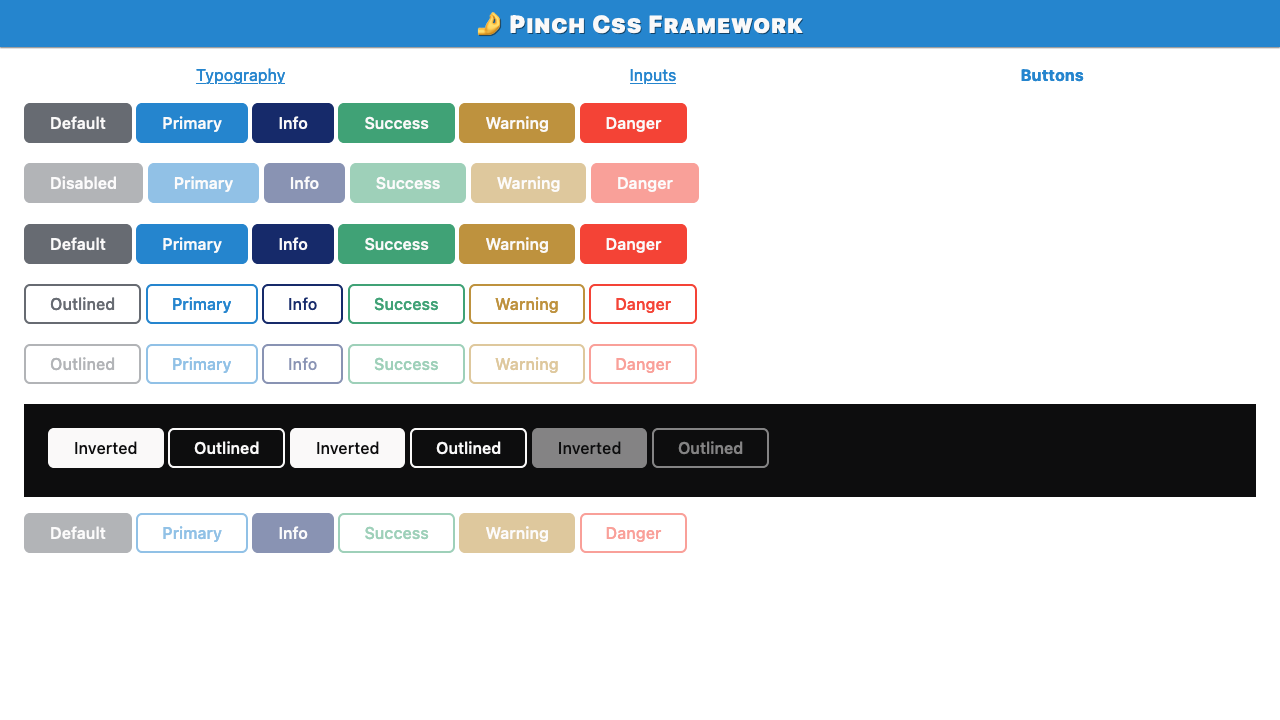 🤌 Pinch Css Framework
Typography Inputs Buttons
Default Primary Info Success Warning Danger
Disabled Primary Info Success Warning Danger
Default Primary Info Success Warning Danger
Outlined Primary Info Success Warning Danger
Outlined Primary Info Success Warning Danger
Inverted Outlined Inverted Outlined Inverted Outlined
Default Primary Info Success Warning Danger